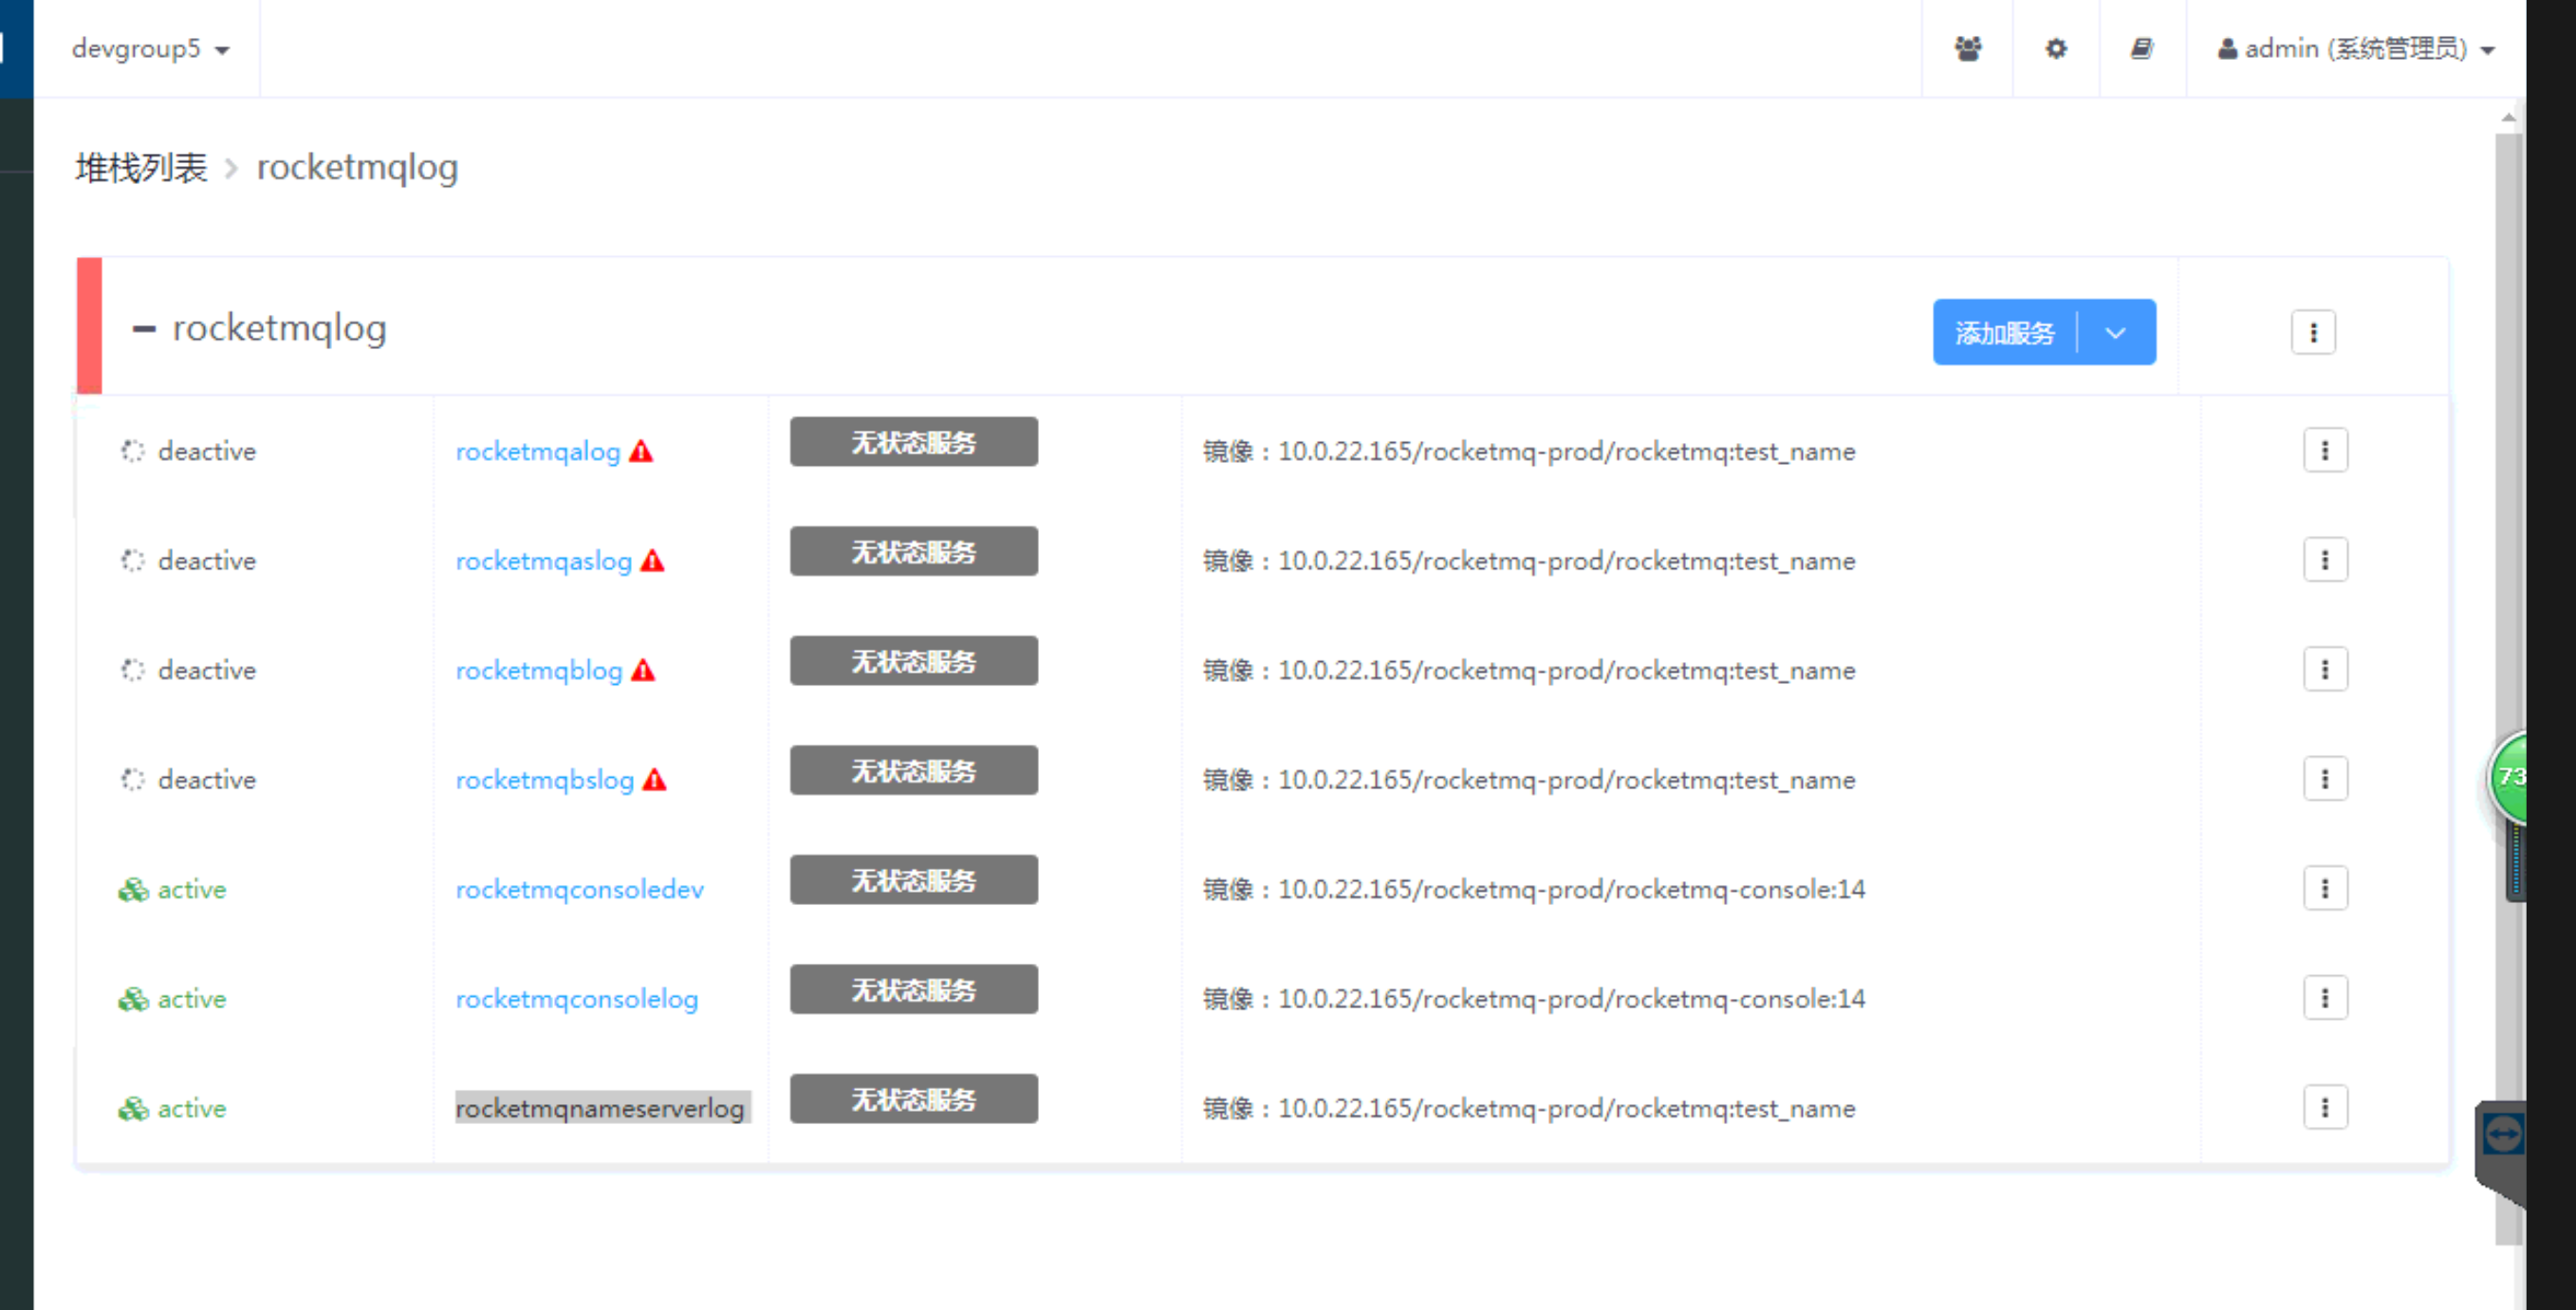 devgroup5
admin (系统管理员)
堆栈列表 > rocketmqlog
rocketmqlog
添加服务
deactive rocketmqalog 无状态服务 镜像：10.0.22.165/rocketmq-prod/rocketmq:test_name
deactive rocketmqaslog 无状态服务 镜像：10.0.22.165/rocketmq-prod/rocketmq:test_name
deactive rocketmqblog 无状态服务 镜像：10.0.22.165/rocketmq-prod/rocketmq:test_name
deactive rocketmqbslog 无状态服务 镜像：10.0.22.165/rocketmq-prod/rocketmq:test_name
active rocketmqconsoledev 无状态服务 镜像：10.0.22.165/rocketmq-prod/rocketmq-console:14
active rocketmqconsolelog 无状态服务 镜像：10.0.22.165/rocketmq-prod/rocketmq-console:14
active rocketmqnameserverlog 无状态服务 镜像：10.0.22.165/rocketmq-prod/rocketmq:test_name
73